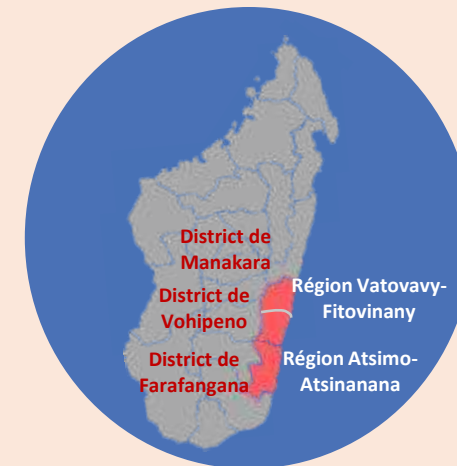 District de
Manakara
District de
Vohipeno
District de
Farafangana
Région Vatovavy-
Fitovinany
Région Atsimo-
Atsinanana